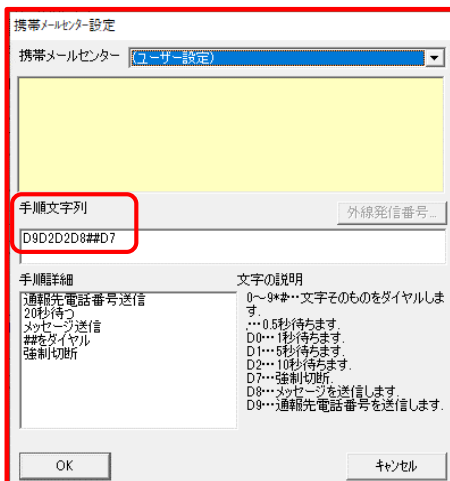 携帯メールセンター設定
携帯メールセンター (ユーザー設定)
手順文字列
外線発信番号...
D9D2D2D8##D7
手順詳細
通報先電話番号送信
20秒待つ
メッセージ送信
##をダイヤル
強制切断
文字の説明
0～9*#…文字そのものをダイヤルしま
す.
,…0.5秒待ちます.
D0…1秒待ちます.
D1…5秒待ちます.
D2…10秒待ちます.
D7…強制切断.
D8…メッセージを送信します.
D9…通報先電話番号を送信します.
OK
キャンセル